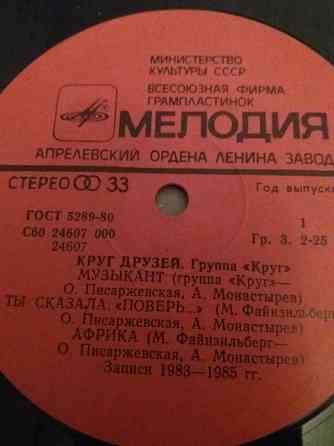 МИНИСТЕРСТВО
КУЛЬТУРЫ СССР
ВСЕСОЮЗНАЯ ФИРМА
ГРАМПЛАСТИНОК
МЕЛОДИЯ
АПРЕЛЕВСКИЙ ОРДЕНА ЛЕНИНА ЗАВОД
СТЕРЕО 33
Год выпуска
ГОСТ 5289-80
1
С60 24607 000
Гр. 3. 2-25
24607
КРУГ ДРУЗЕЙ. Группа «Круг»
МУЗЫКАНТ (группа «Круг»—
О. Писаржевская, А. Монастырев)
ТЫ СКАЗАЛА: «ПОВЕРЬ...» (М. Файнзильберг
О. Писаржевская, А. Монастырев)
АФРИКА (М. Файнзильберг—
О. Писаржевская, А. Монастырев)
Записи 1983—1985 гг.